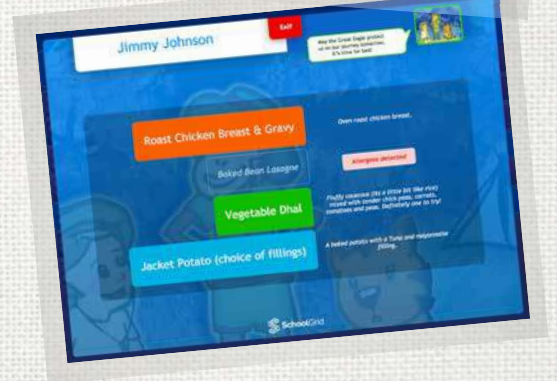 Jimmy Johnson
Exit
May the Great Eagle protect
us on our journey tomorrow,
it's time for bed!
Roast Chicken Breast & Gravy
Oven roast chicken breast.
Baked Bean Lasagne
Allergens detected
Vegetable Dhal
Fluffy couscous (its a little bit like rice)
mixed with tender chick peas, carrots,
tomatoes and peas. Definitely one to try!
Jacket Potato (choice of fillings)
A baked potato with a Tuna and mayonnaise
filling.
SchoolGrid